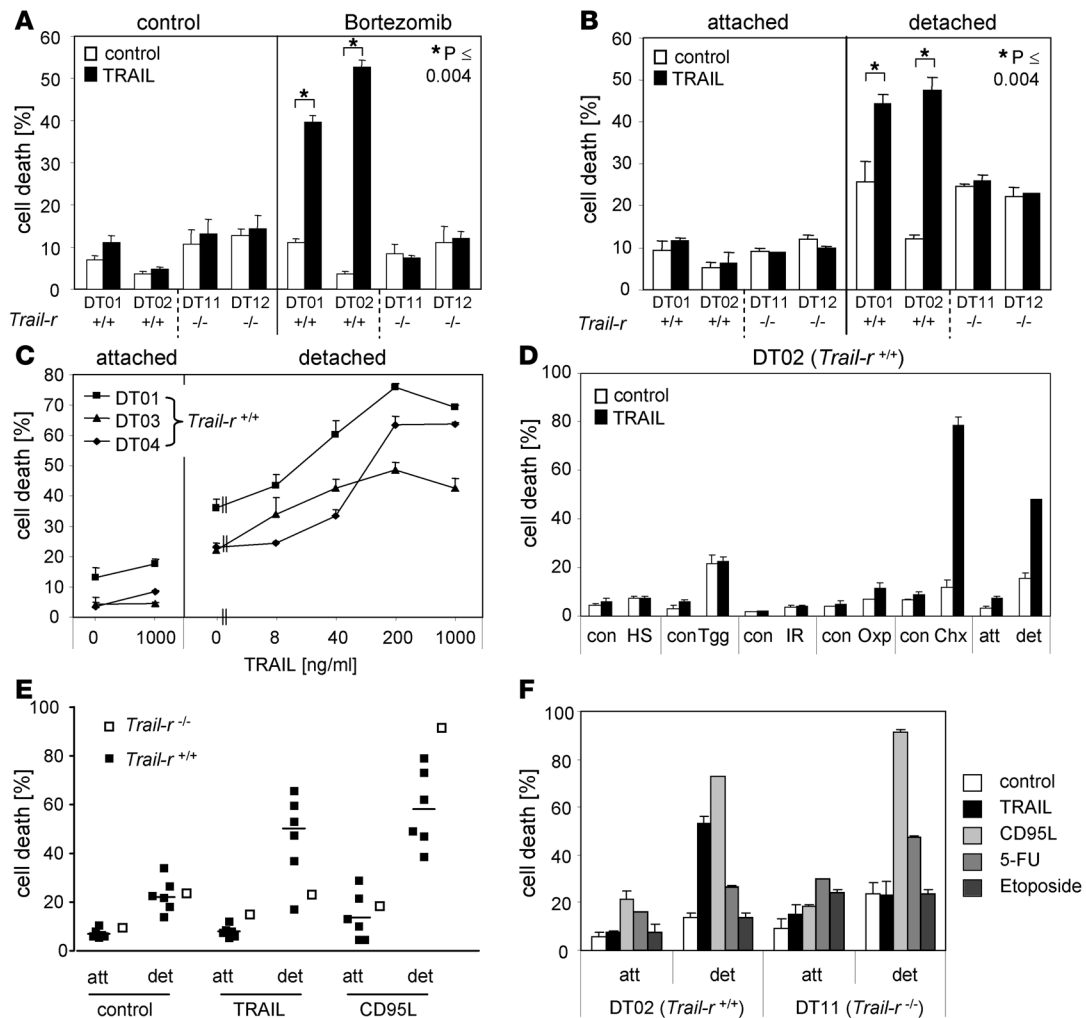 A
control
Bortezomib
cell death [%]
60
50
40
30
20
10
0
control
TRAIL
*
*
*P ≤
0.004
DT01 DT02 DT11 DT12 DT01 DT02 DT11 DT12
Trail-r +/+ +/+ -/- -/- +/+ +/+ -/- -/-
B
attached
detached
cell death [%]
60
50
40
30
20
10
0
control
TRAIL
*
*
*P ≤
0.004
DT01 DT02 DT11 DT12 DT01 DT02 DT11 DT12
Trail-r +/+ +/+ -/- -/- +/+ +/+ -/- -/-
C
attached
detached
cell death [%]
80
70
60
50
40
30
20
10
0
DT01
DT03
DT04
Trail-r +/+
0 1000 0 8 40 200 1000
TRAIL [ng/ml]
D
DT02 (Trail-r +/+)
cell death [%]
100
80
60
40
20
0
control
TRAIL
con HS con Tgg con IR con Oxp con Chx att det
E
cell death [%]
100
80
60
40
20
0
Trail-r -/-
Trail-r +/+
att det att det att det
control TRAIL CD95L
F
cell death [%]
100
80
60
40
20
0
control
TRAIL
CD95L
5-FU
Etoposide
att det att det
DT02 (Trail-r +/+) DT11 (Trail-r -/-)